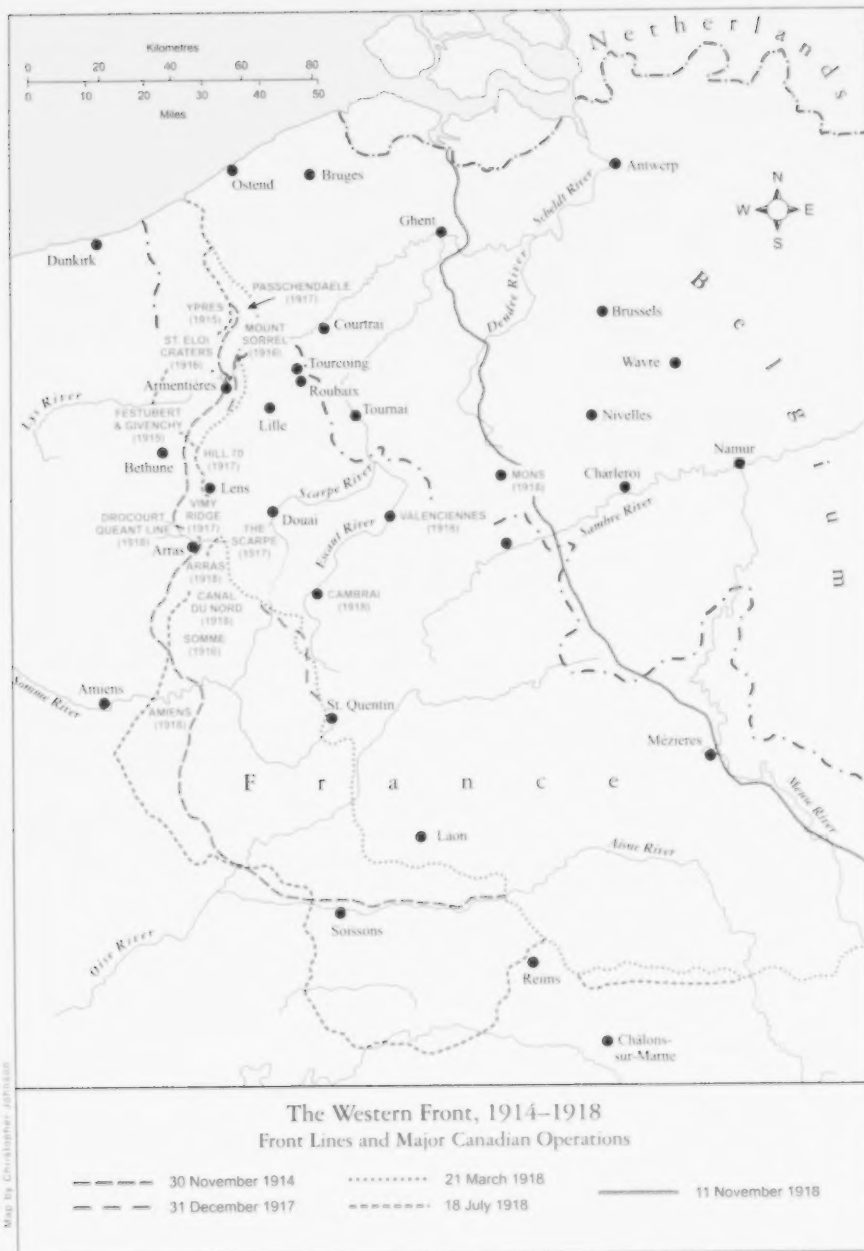 Kilometres
0 20 40 60 80
0 10 20 30 40 50
Miles
Netherlands
Ostend
Bruges
Antwerp
N
W E
S
Scheldt River
Ghent
Dunkirk
Dendre River
PASSCHENDAELE
(1917)
YPRES
(1915)
Belgium
Brussels
MOUNT
SORREL
(1916)
Courtrai
ST. ELOI
CRATERS
(1916)
Tourcoing
Wavre
Armentières
Roubaix
Lys River
Lille
Tournai
Nivelles
FESTUBERT
& GIVENCHY
(1915)
Bethune
HILL 70
(1917)
Namur
MONS
(1918)
Charleroi
Lens
Scarpe River
Sambre River
VIMY
RIDGE
(1917)
DROCOURT
QUEANT LINE
(1918)
THE
SCARPE
(1917)
Douai
Escaut River
VALENCIENNES
(1918)
Arras
ARRAS
(1918)
CANAL
DU NORD
(1918)
CAMBRAI
(1918)
SOMME
(1916)
Somme River
Amiens
AMIENS
(1918)
St. Quentin
Mézieres
France
Meuse River
Laon
Aisne River
Soissons
Oise River
Reims
Châlons-
sur-Marne
Map by Christopher Johnson
The Western Front, 1914–1918
Front Lines and Major Canadian Operations
30 November 1914
21 March 1918
11 November 1918
31 December 1917
18 July 1918